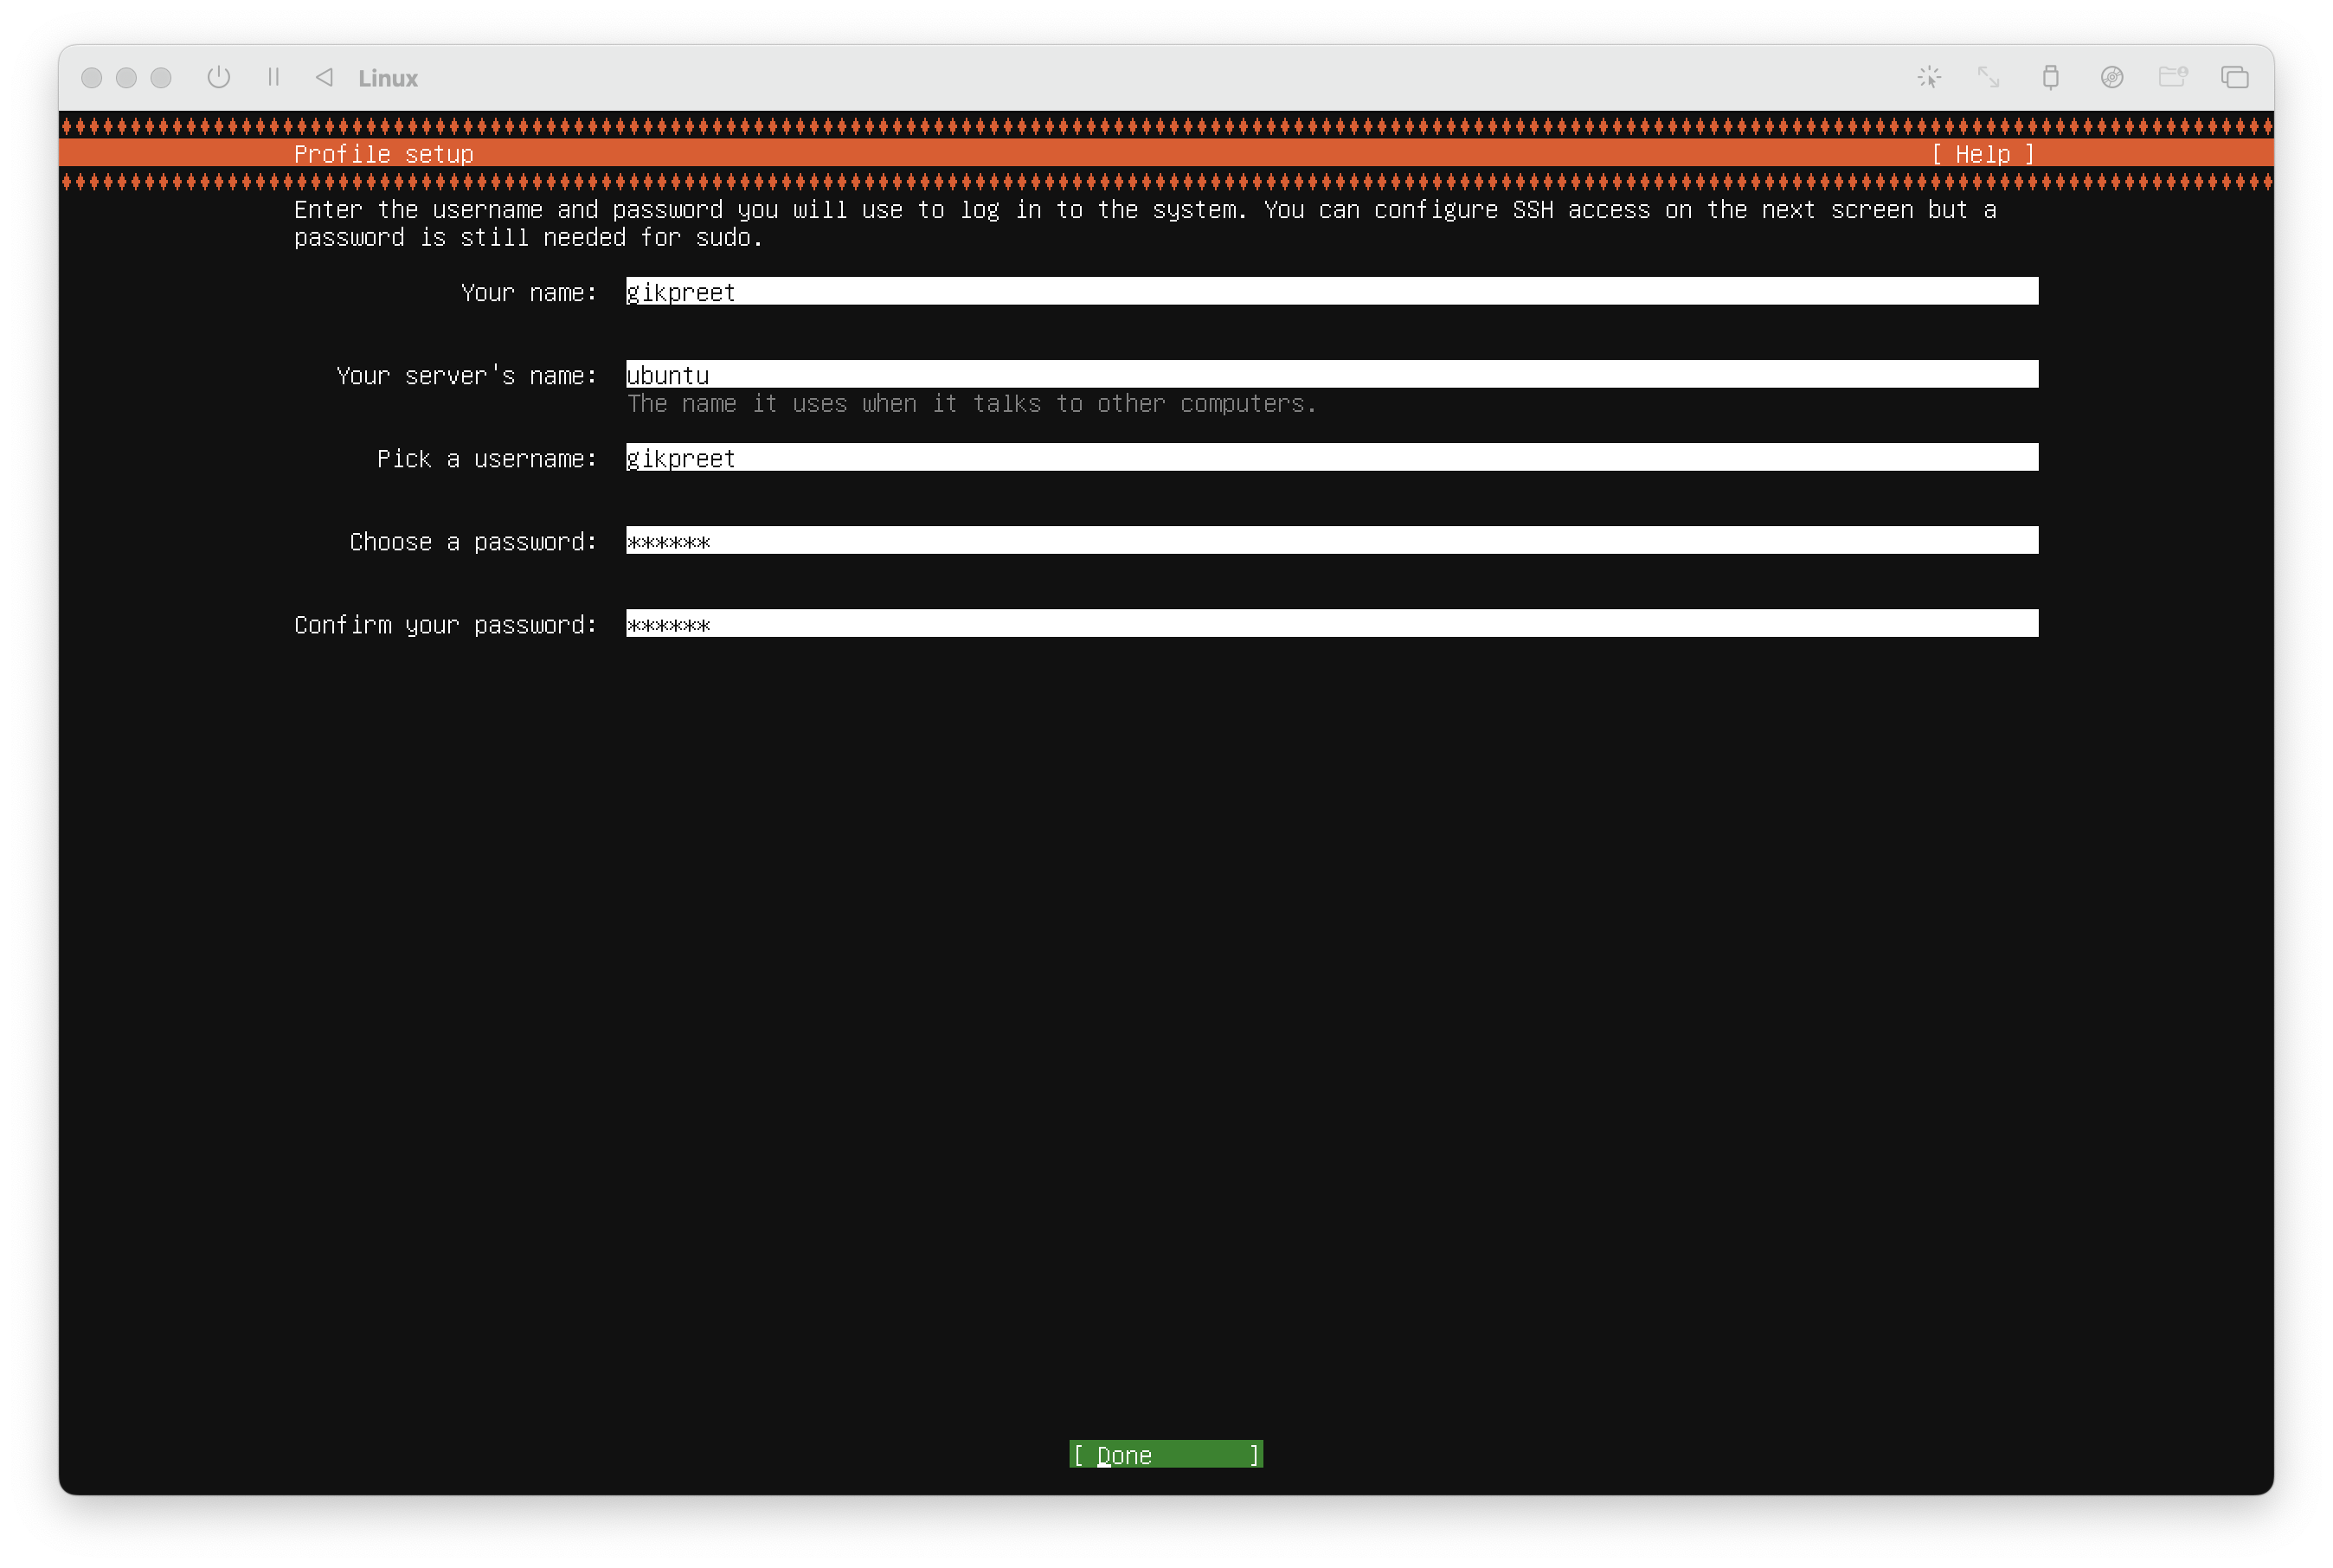 Linux
Profile setup [ Help ]
Enter the username and password you will use to log in to the system. You can configure SSH access on the next screen but a
password is still needed for sudo.
Your name: gikpreet
Your server's name: ubuntu
The name it uses when it talks to other computers.
Pick a username: gikpreet
Choose a password: ******
Confirm your password: ******
[ Done ]